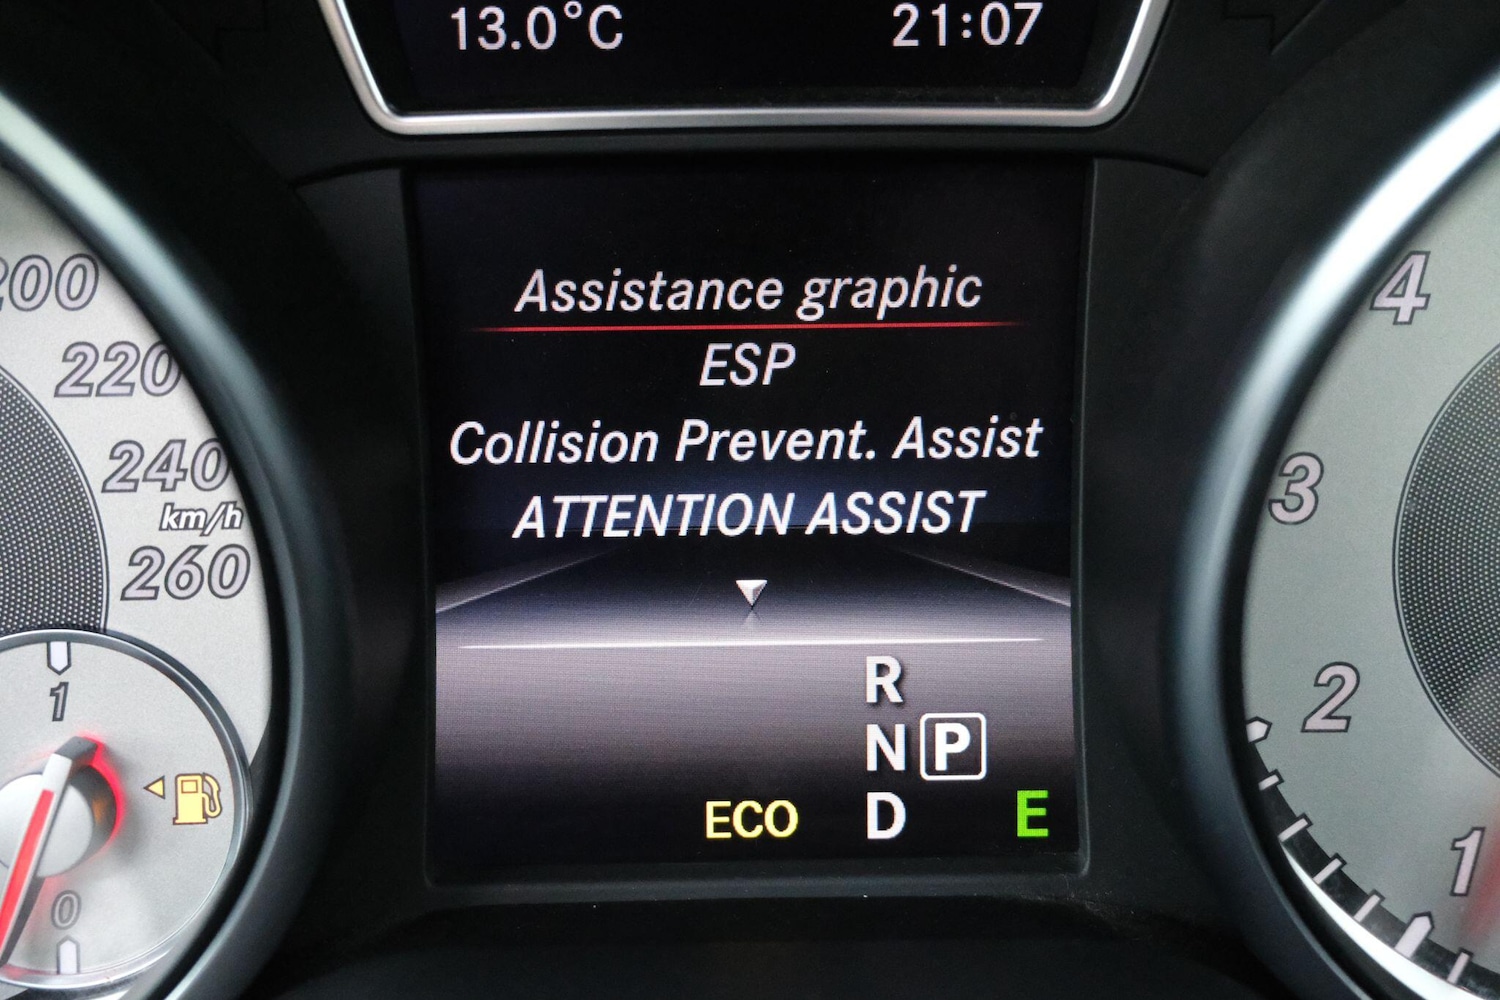 13.0°C 21:07
Assistance graphic
ESP
Collision Prevent. Assist
ATTENTION ASSIST
R
N P
ECO D E
200
220
240
km/h
260
1
0
4
3
2
1